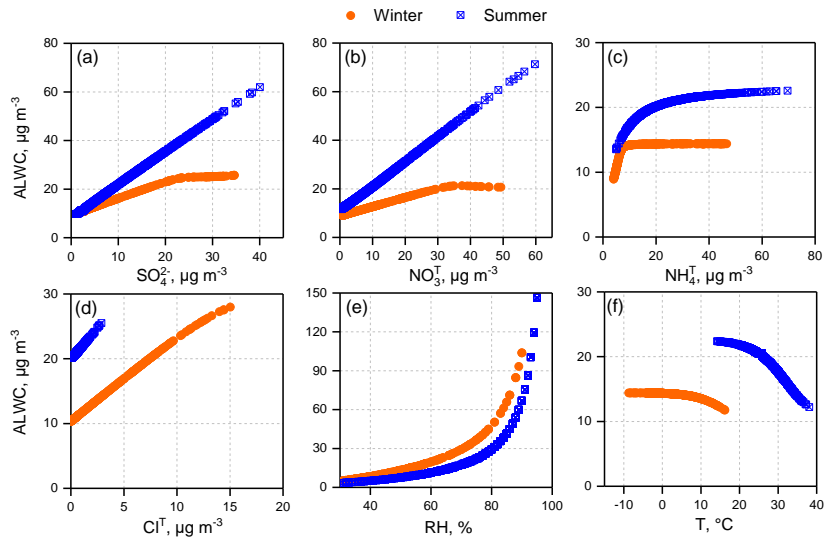 Winter Summer
(a) (b) (c)
ALWC, µg m⁻³
80
60
40
20
0
0 10 20 30 40
SO₄²⁻, µg m⁻³
80
60
40
20
0
0 10 20 30 40 50 60
NO₃ᵀ, µg m⁻³
30
20
10
0
0 20 40 60 80
NH₄ᵀ, µg m⁻³
(d) (e) (f)
ALWC, µg m⁻³
30
20
10
0
0 5 10 15 20
Clᵀ, µg m⁻³
150
120
90
60
30
0
40 60 80 100
RH, %
30
20
10
0
-10 0 10 20 30 40
T, °C